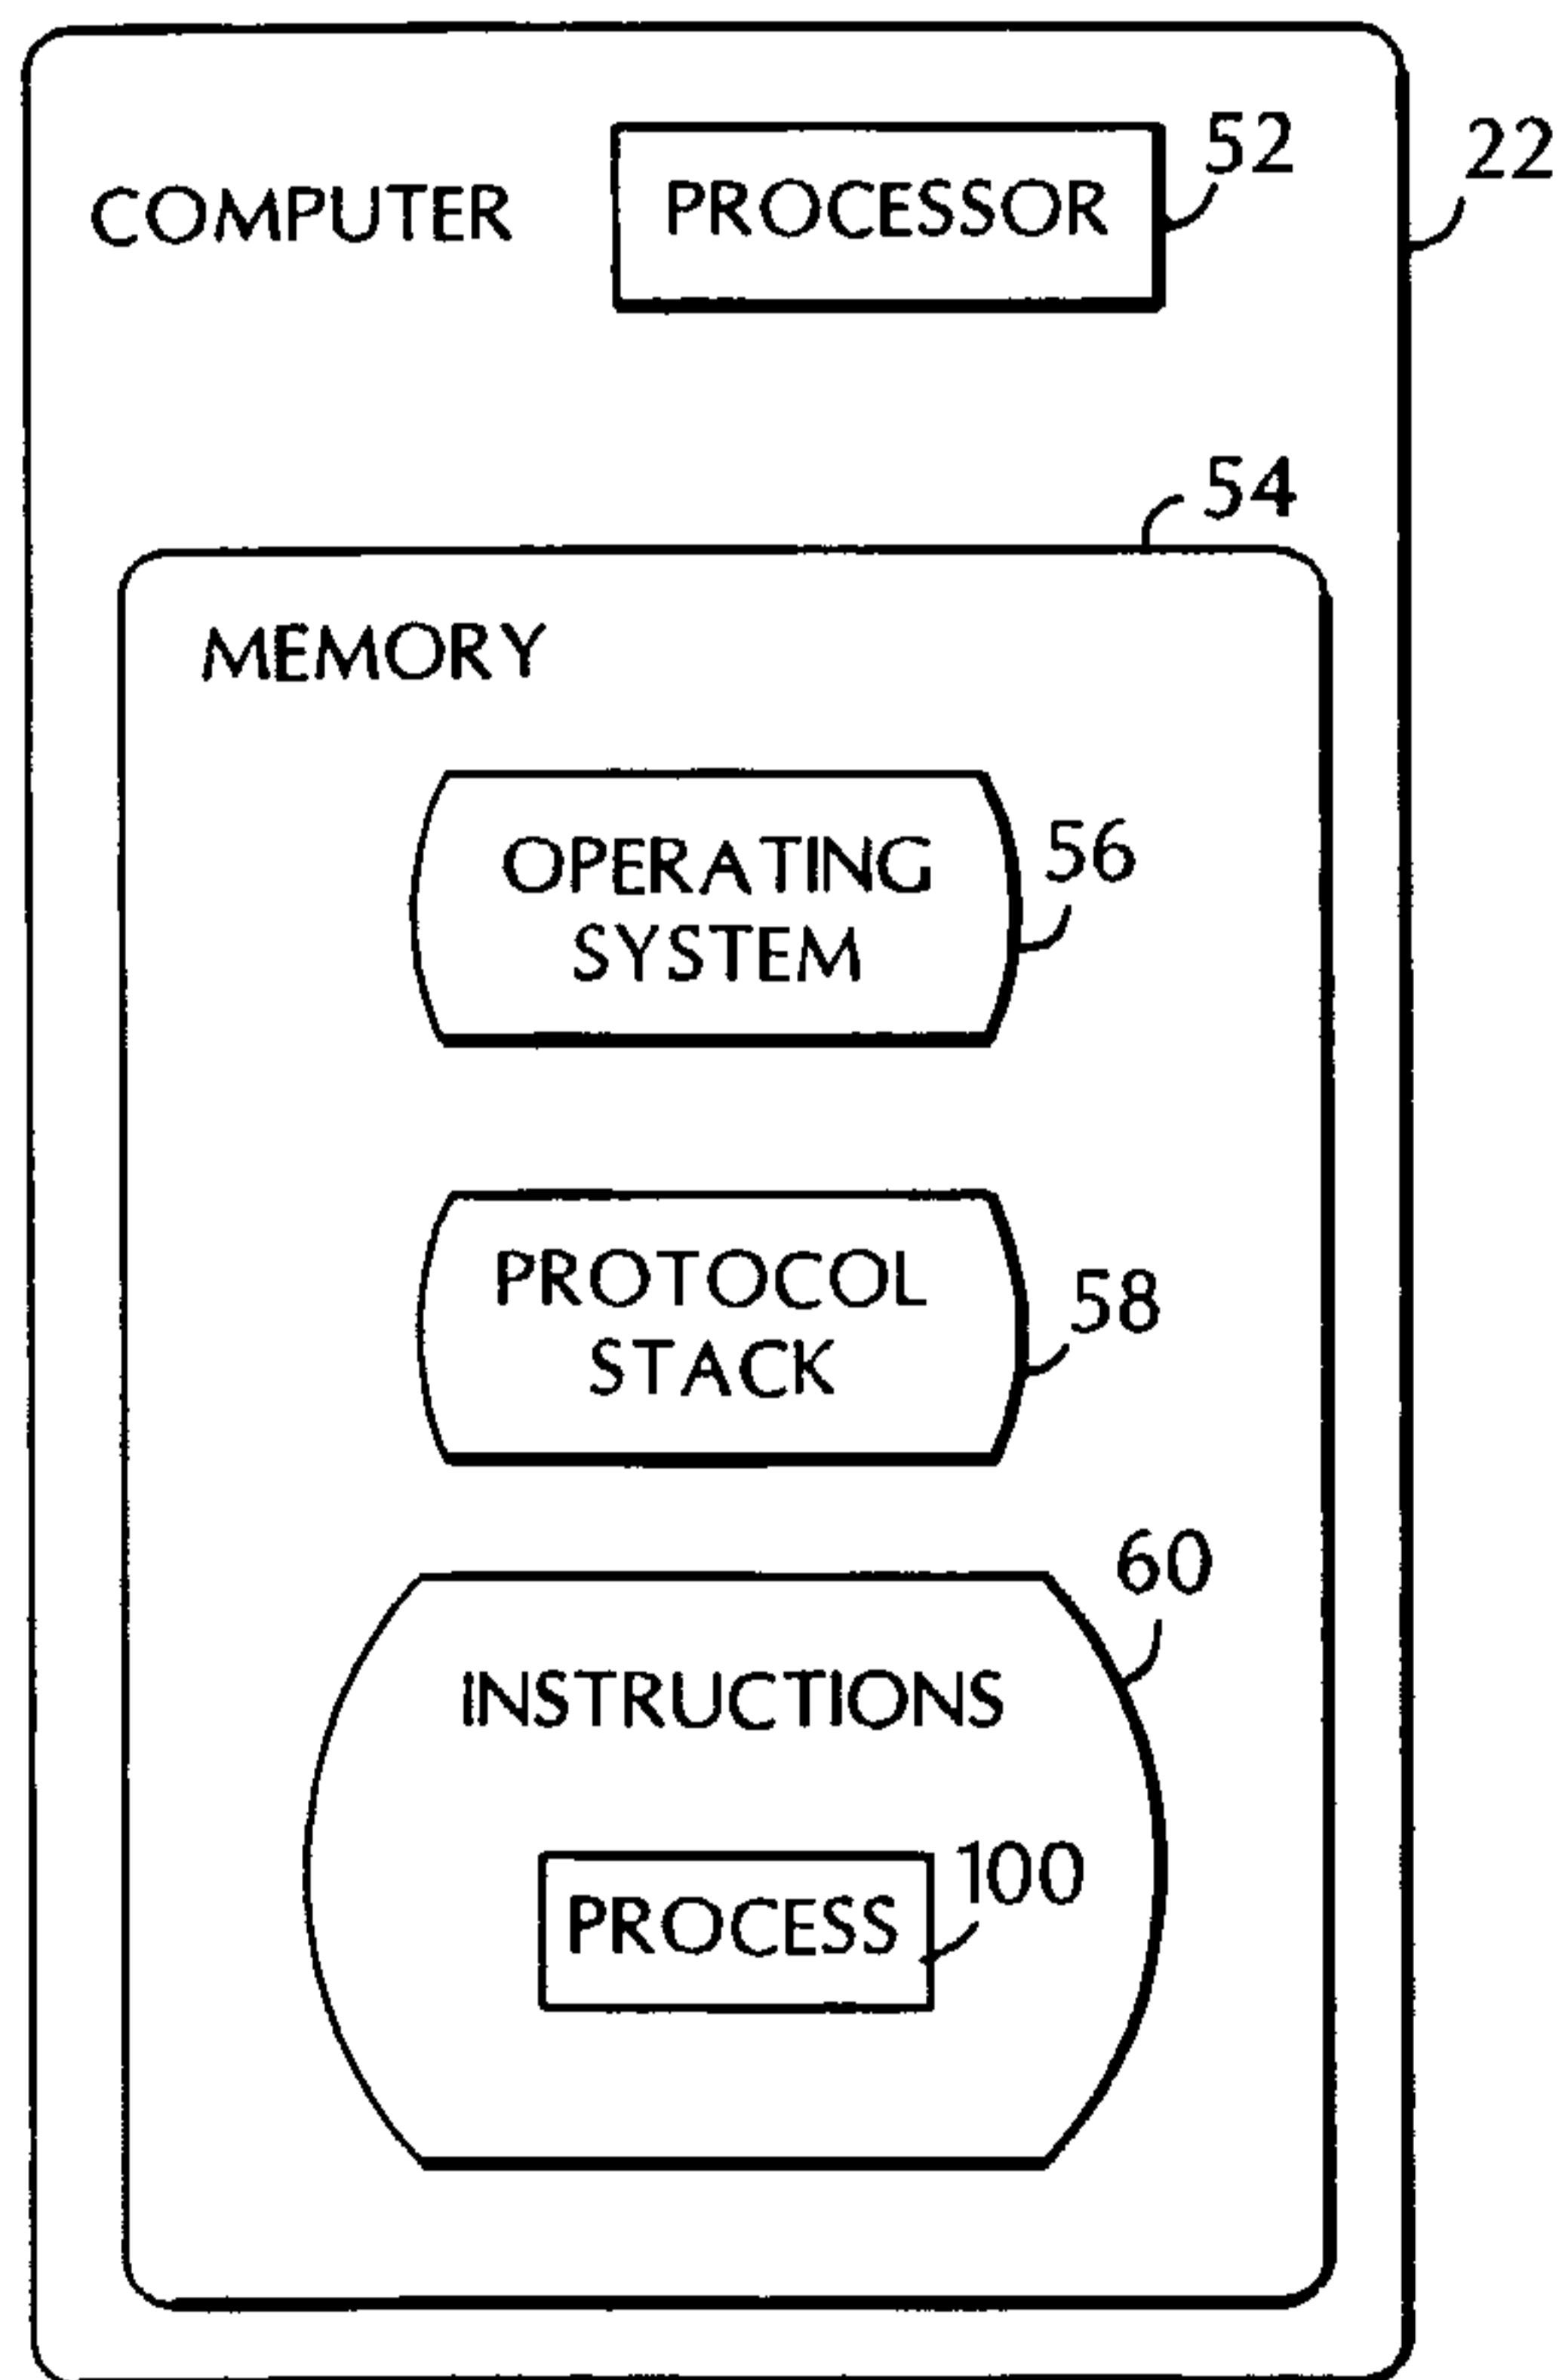 52
22
COMPUTER
PROCESSOR
54
MEMORY
OPERATING
SYSTEM
56
PROTOCOL
STACK
58
60
INSTRUCTIONS
100
PROCESS